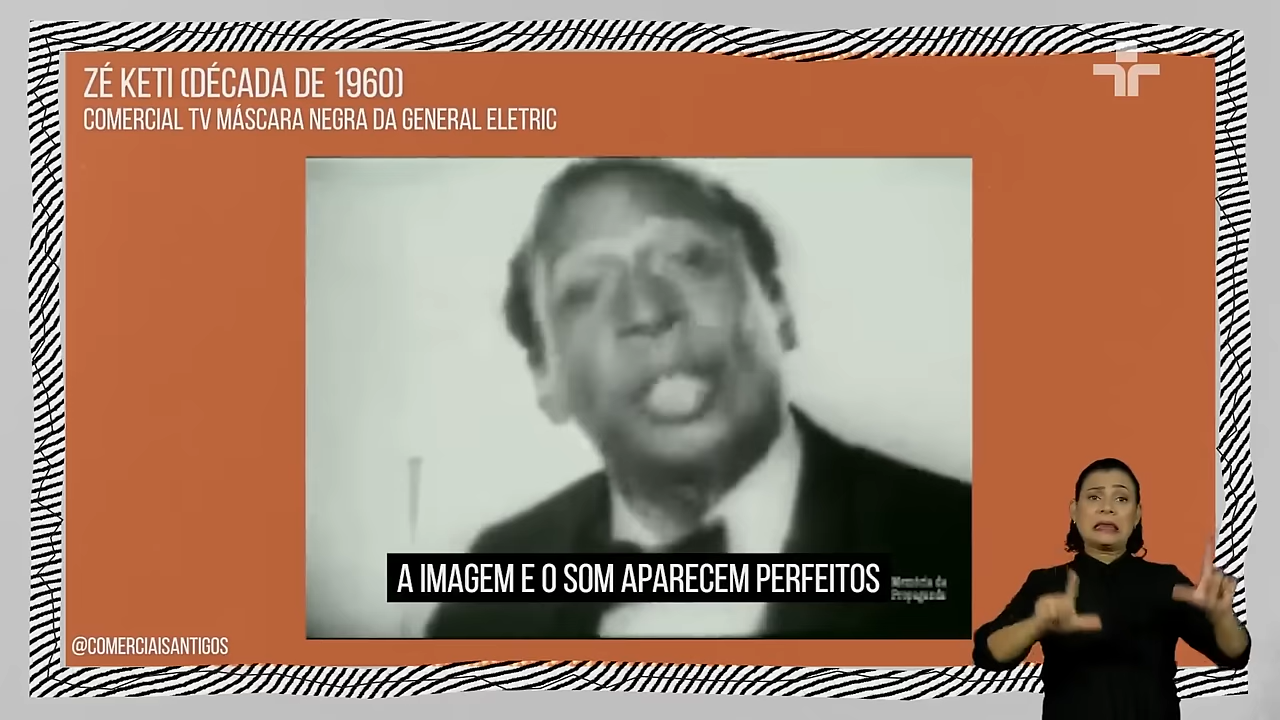 ZÉ KETI (DÉCADA DE 1960)
COMERCIAL TV MÁSCARA NEGRA DA GENERAL ELETRIC
A IMAGEM E O SOM APARECEM PERFEITOS
Memória da
Propaganda
@COMERCIAISANTIGOS